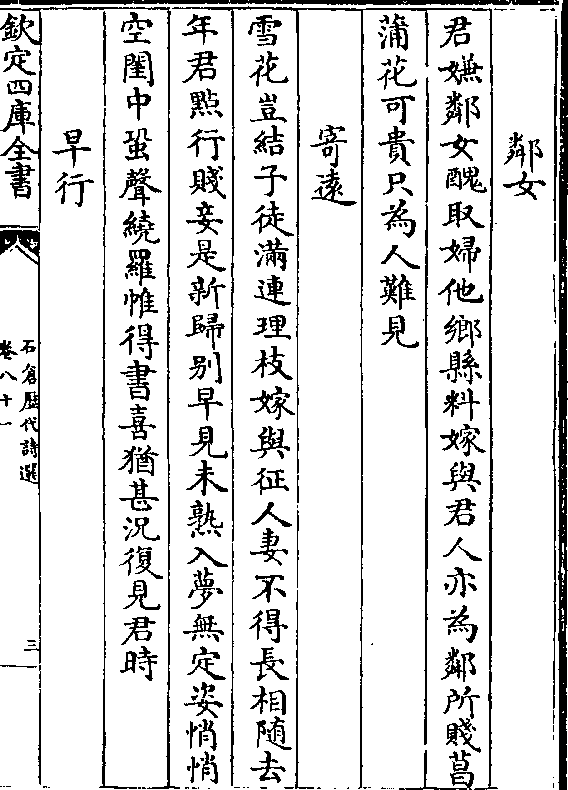 鄰女
君嫌鄰女醜取婦他鄉縣料嫁與君人亦為鄰所賤菖
蒲花可貴只為人難見
寄遠
雪花豈結子徒滿連理枝嫁與征人妻不得長相随去
年君㸃行賤妾是新歸别早見未熟入夢無定姿悄悄
空閨中蛩聲繞羅帷得書喜猶甚況復見君時
早行
欽定四庫全書
石倉歴代詩選
卷八十一
三